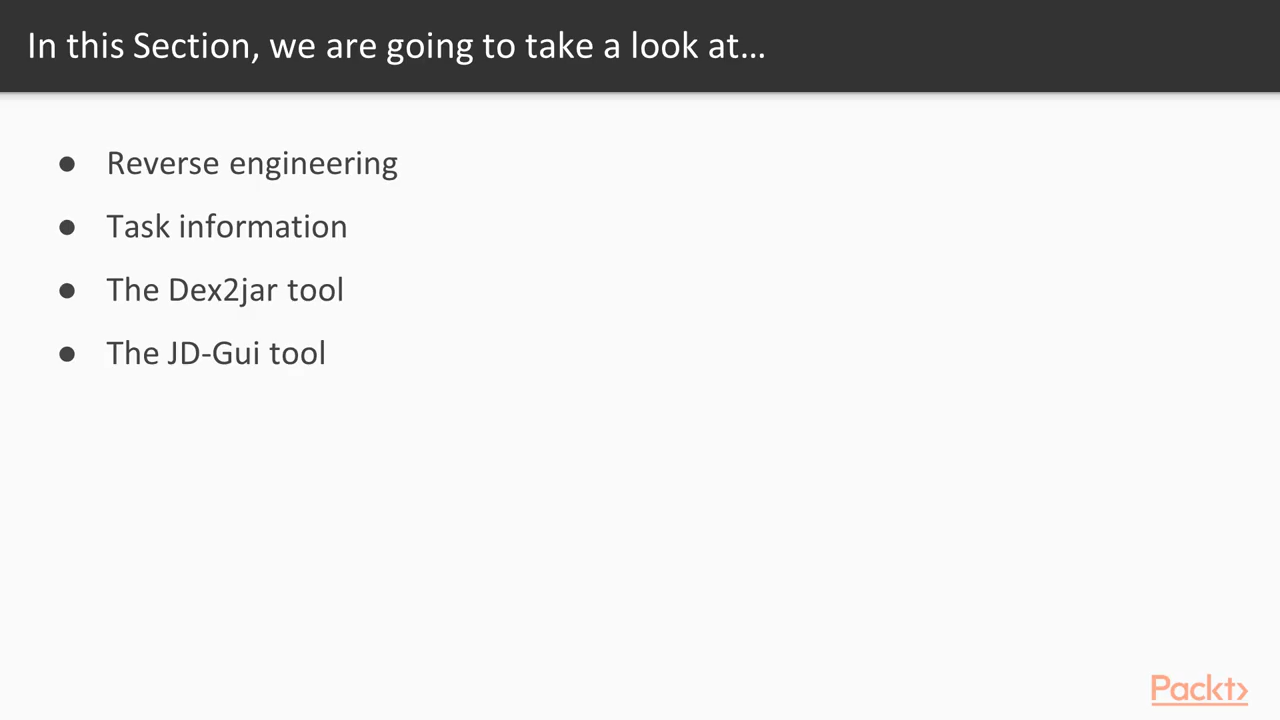 In this Section, we are going to take a look at…
● Reverse engineering
● Task information
● The Dex2jar tool
● The JD-Gui tool
Packt>